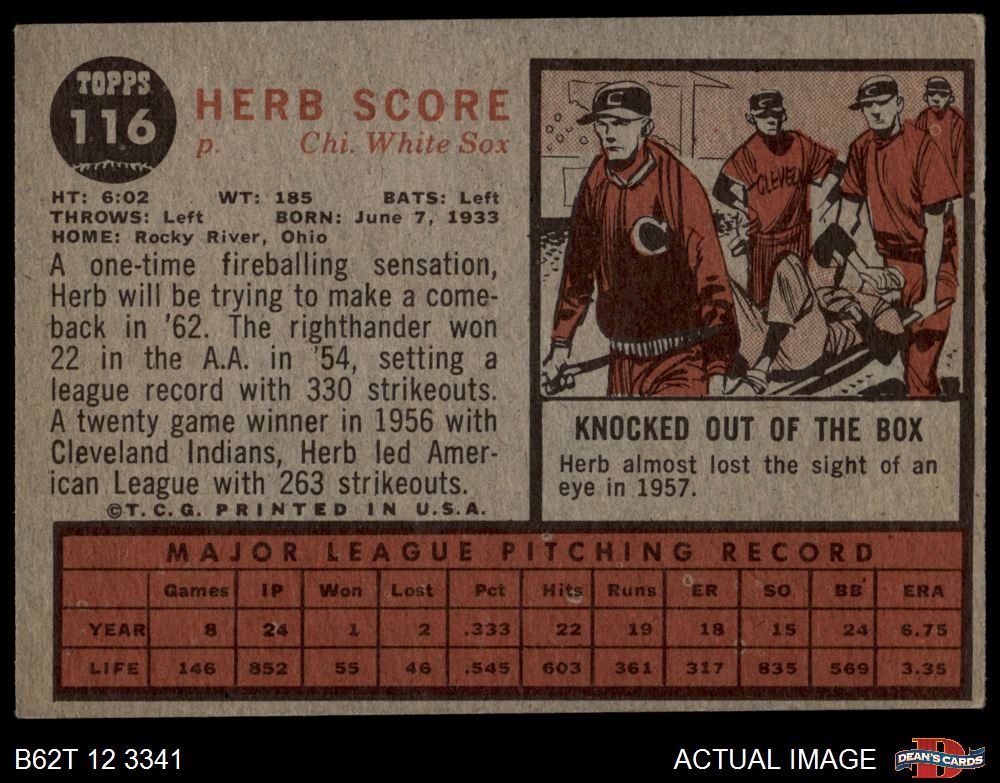 TOPPS
116
HERB SCORE
p. Chi. White Sox
HT: 6:02 WT: 185 BATS: Left
THROWS: Left BORN: June 7, 1933
HOME: Rocky River, Ohio
A one-time fireballing sensation,
Herb will be trying to make a come-
back in '62. The righthander won
22 in the A.A. in '54, setting a
league record with 330 strikeouts.
A twenty game winner in 1956 with
Cleveland Indians, Herb led Amer-
ican League with 263 strikeouts.
©T.C.G. PRINTED IN U.S.A.
C
C
CLEVEL
C
C
C
KNOCKED OUT OF THE BOX
Herb almost lost the sight of an
eye in 1957.
MAJOR LEAGUE PITCHING RECORD
Games IP Won Lost Pct Hits Runs ER SO BB ERA
YEAR 8 24 1 2 .333 22 19 18 15 24 6.75
LIFE 146 852 55 46 .545 603 361 317 835 569 3.35
B62T 12 3341
ACTUAL IMAGE
D
DEAN'S CARDS